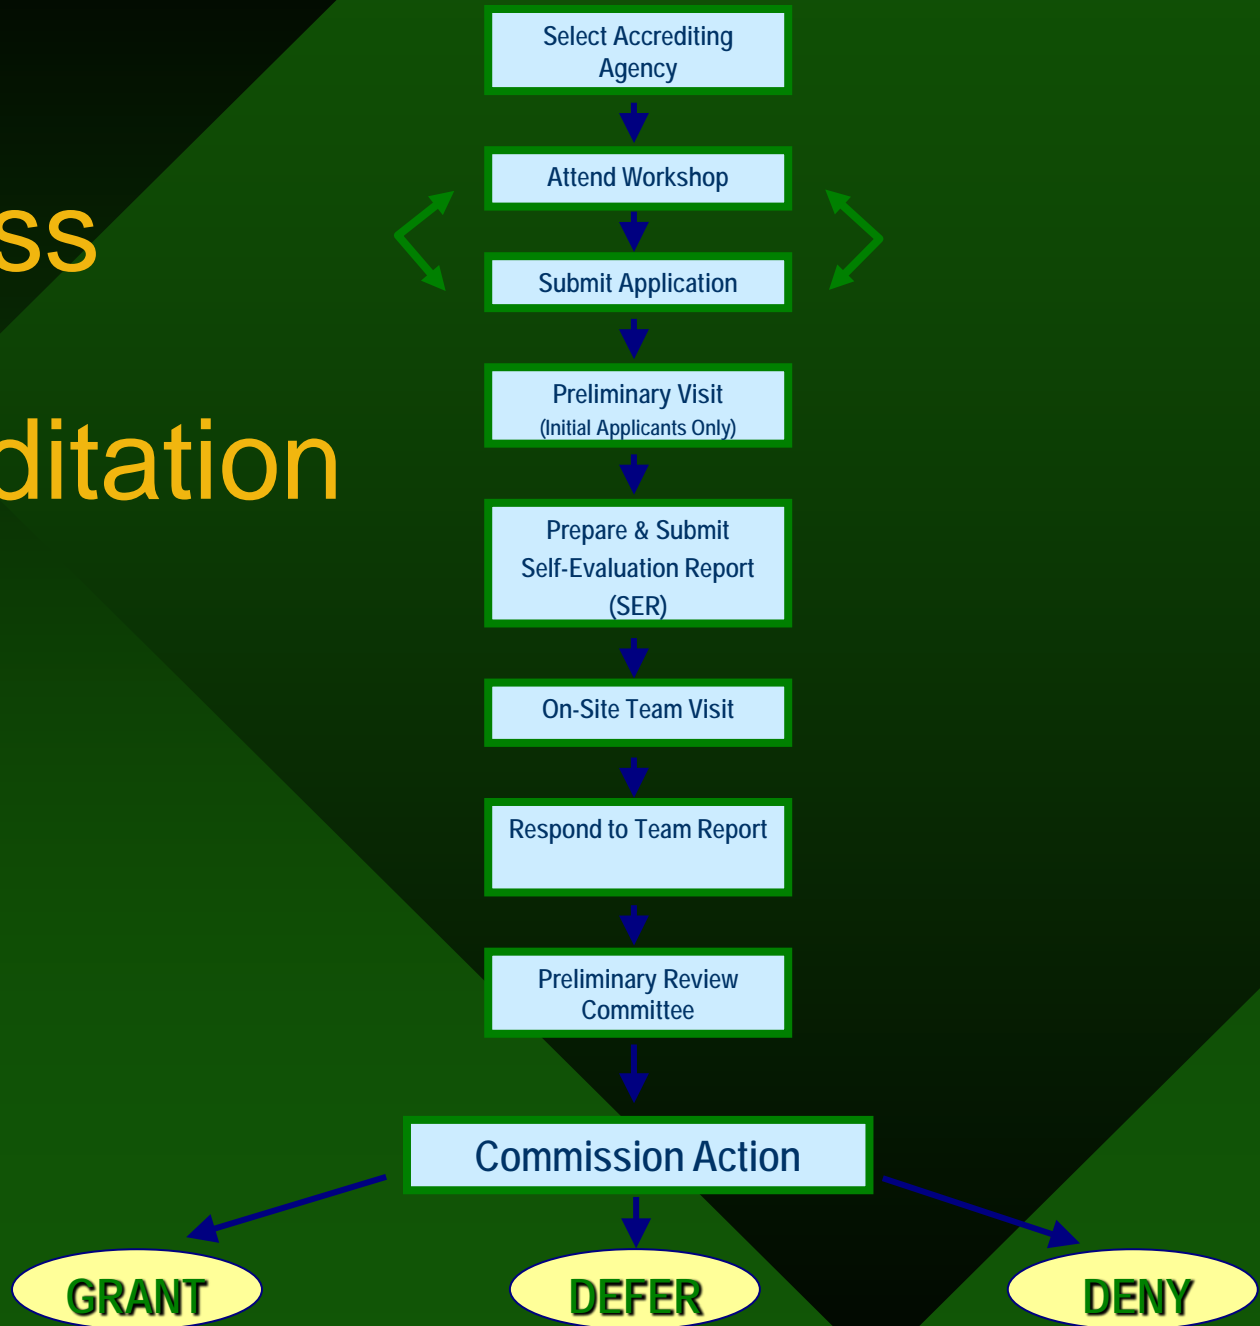 Select Accrediting
Agency
Attend Workshop
ss
Submit Application
Preliminary Visit
(Initial Applicants Only)
ditation
Prepare & Submit
Self-Evaluation Report
(SER)
On-Site Team Visit
Respond to Team Report
Preliminary Review
Committee
Commission Action
GRANT
DEFER
DENY